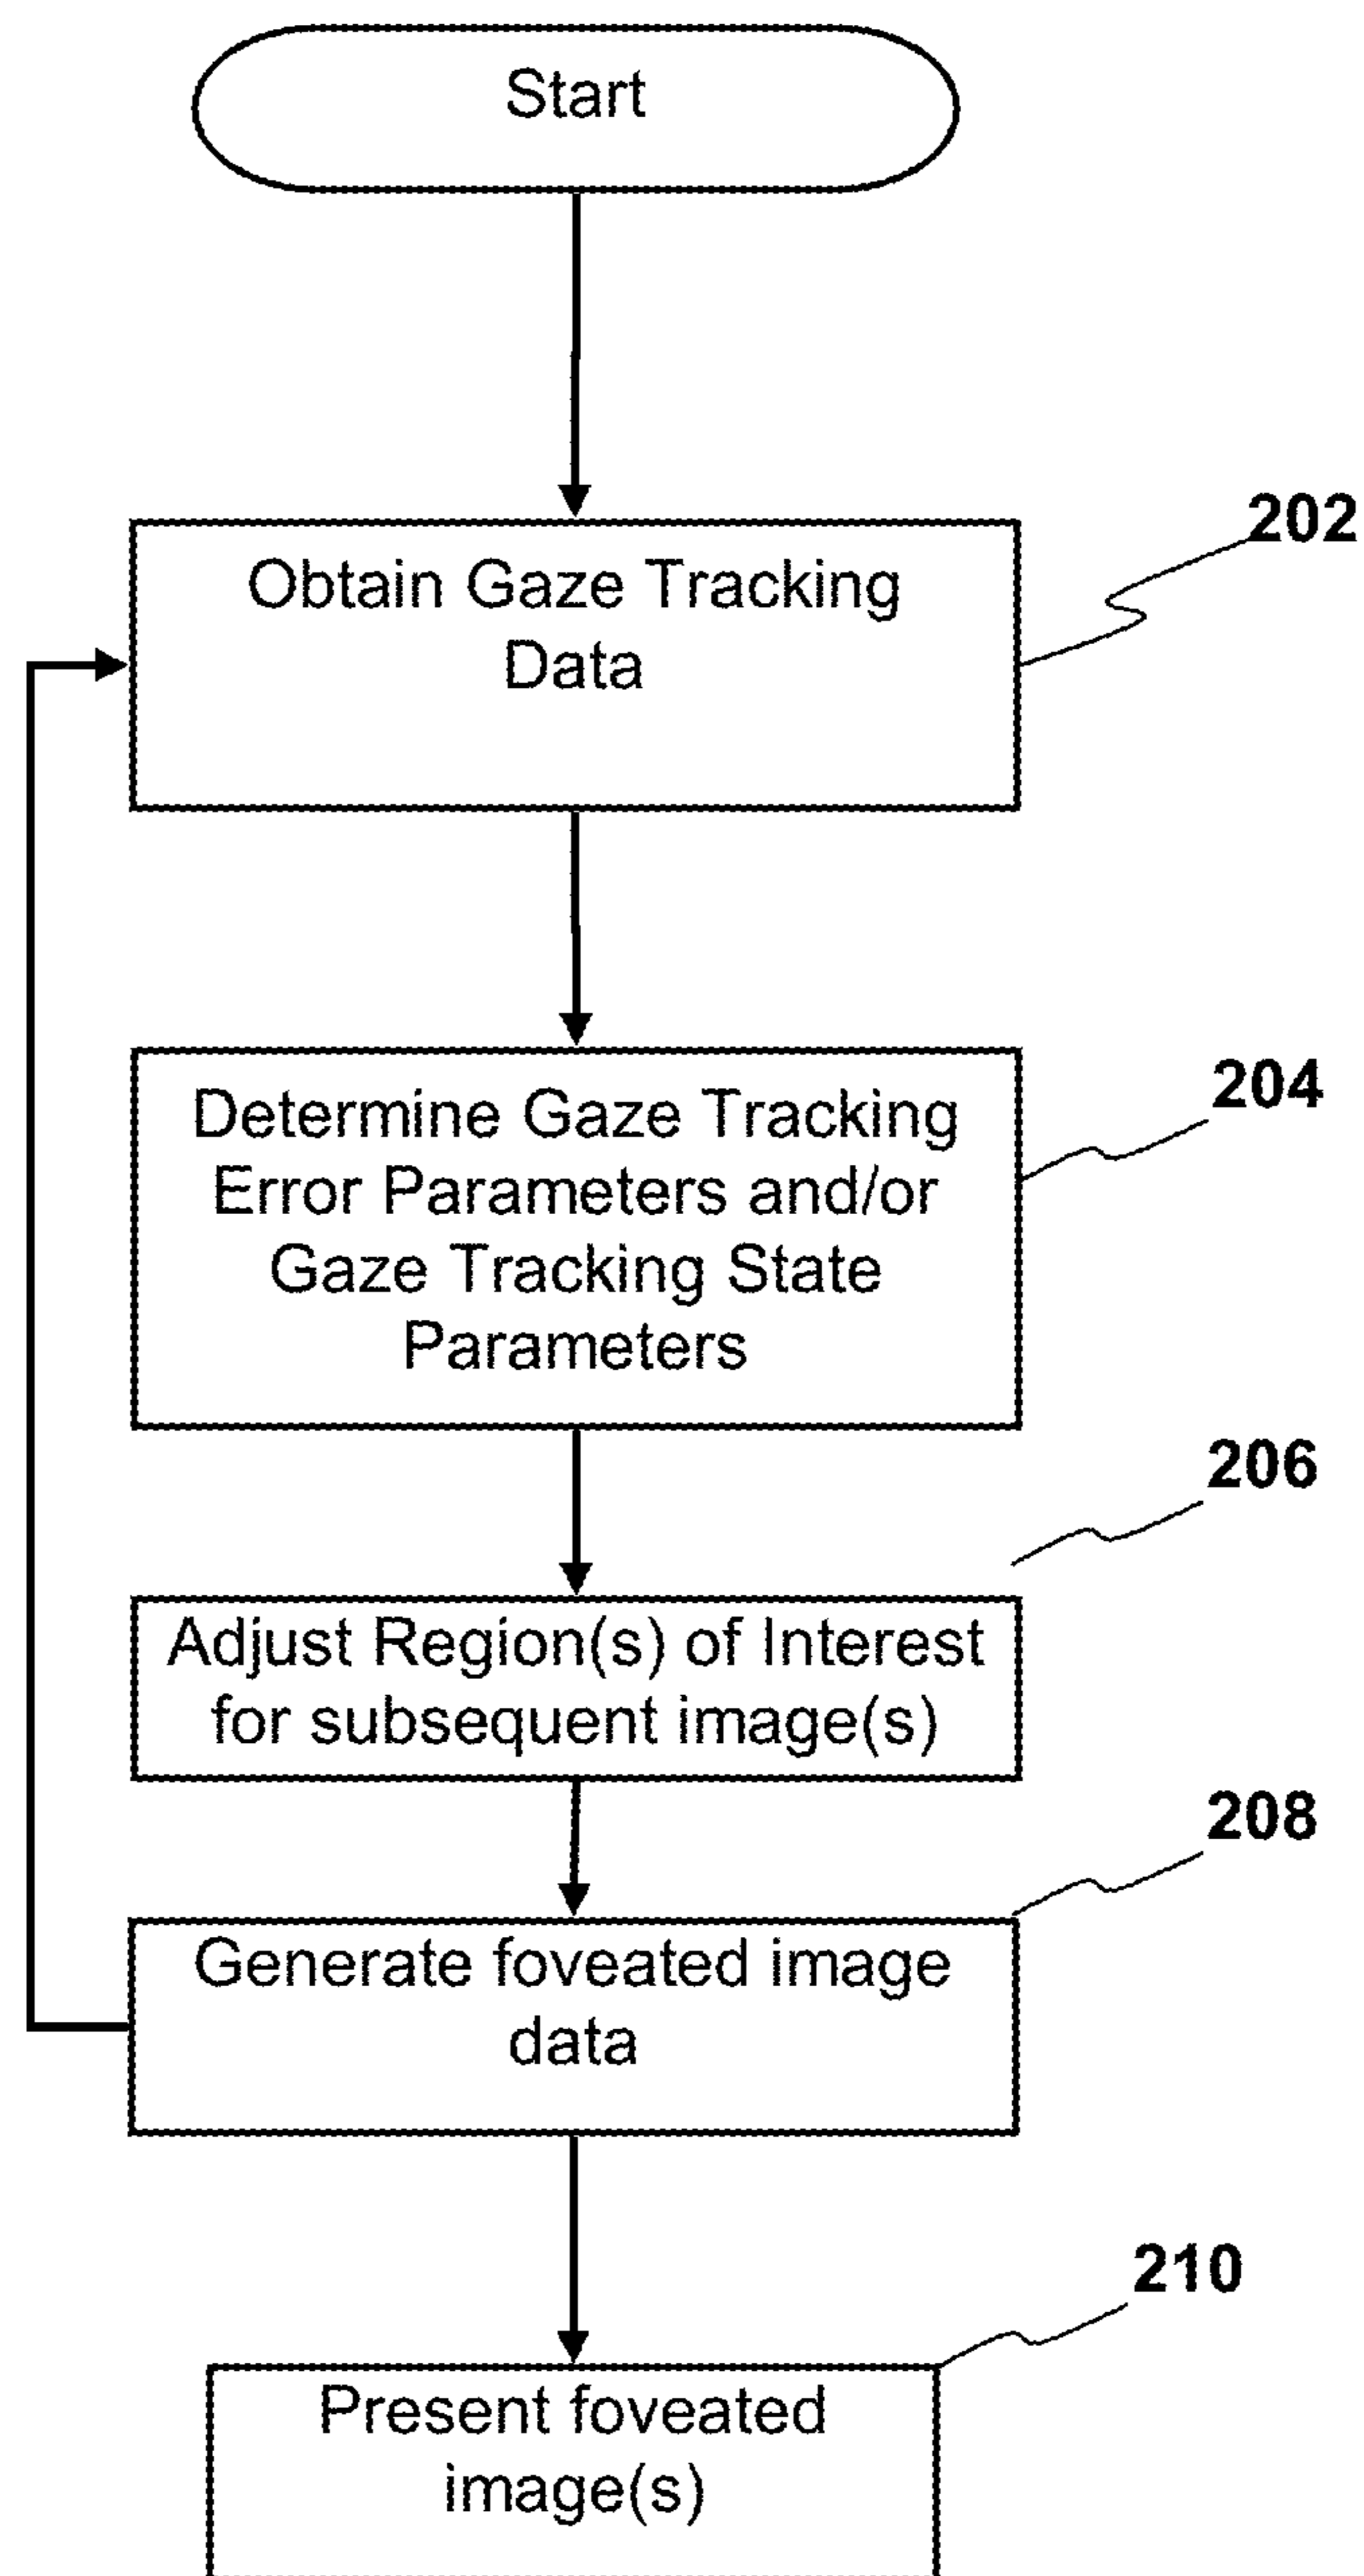 Start
202
Obtain Gaze Tracking
Data
204
Determine Gaze Tracking
Error Parameters and/or
Gaze Tracking State
Parameters
206
Adjust Region(s) of Interest
for subsequent image(s)
208
Generate foveated image
data
210
Present foveated
image(s)